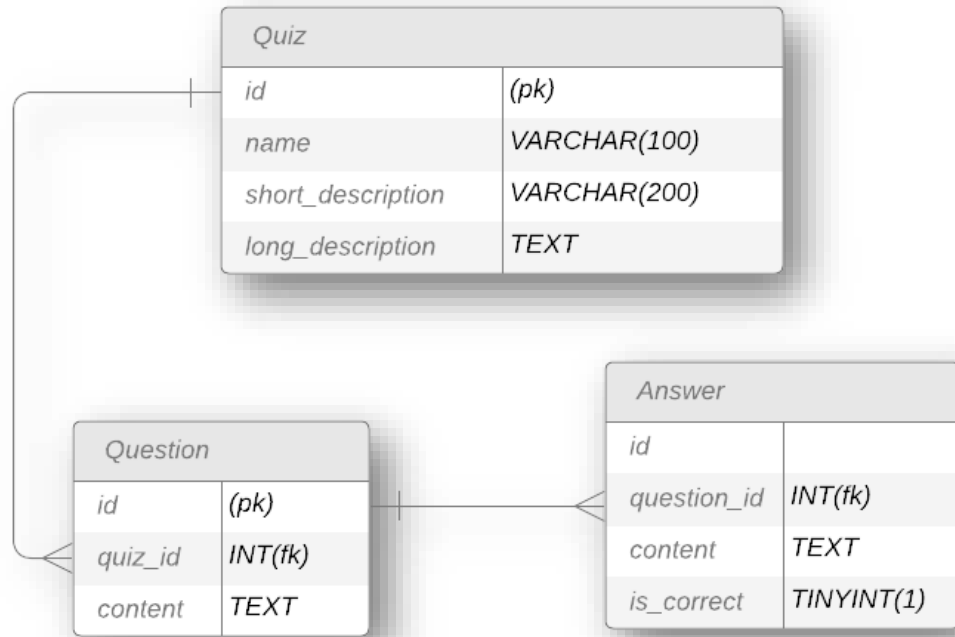 Quiz
id (pk)
name VARCHAR(100)
short_description VARCHAR(200)
long_description TEXT
Question
id (pk)
quiz_id INT(fk)
content TEXT
Answer
id
question_id INT(fk)
content TEXT
is_correct TINYINT(1)